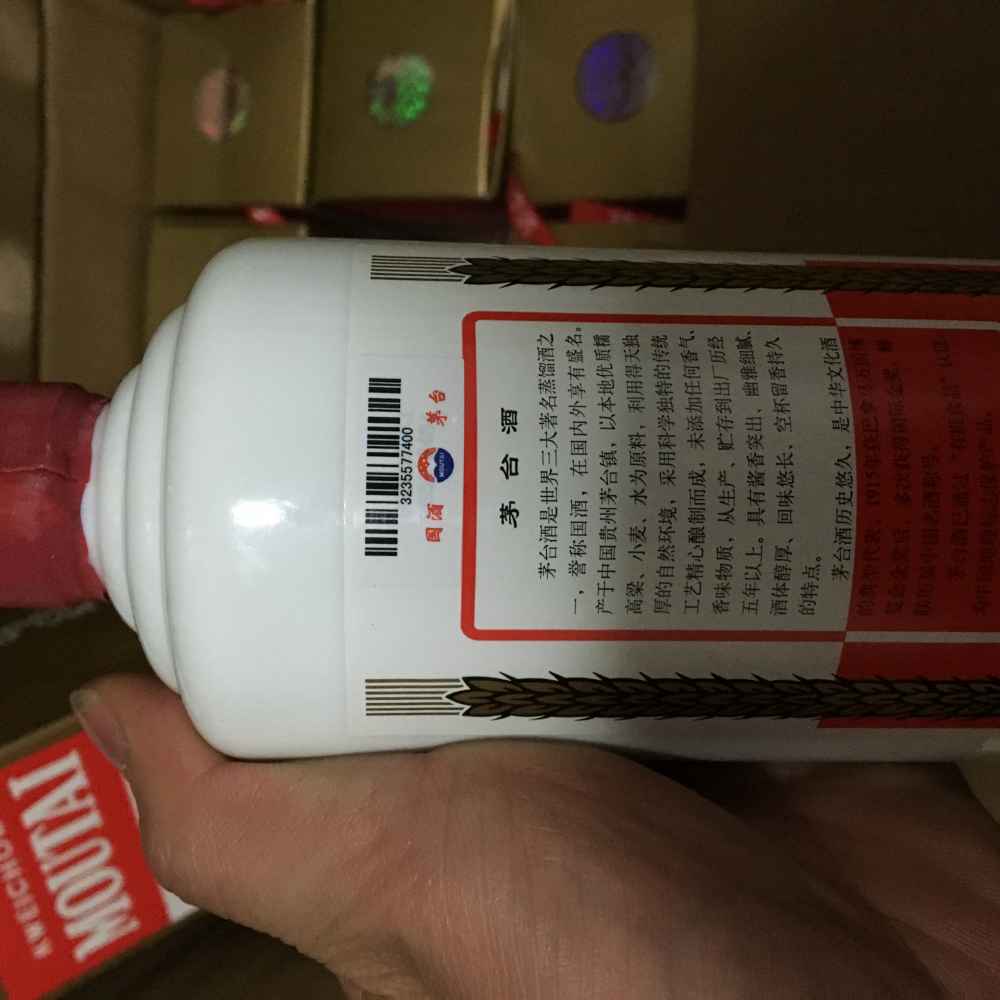 3235577400
国酒
MOUTAI
茅台
茅台酒
茅台酒是世界三大著名蒸馏酒之
一，誉称国酒，在国内外享有盛名。
产于中国贵州茅台镇，以本地优质糯
高粱、小麦、水为原料，利用得天独
厚的自然环境，采用科学独特的传统
工艺精心酿制而成，未添加任何香气、
香味物质，从生产、贮存到出厂历经
五年以上。具有酱香突出、幽雅细腻、
酒体醇厚、回味悠长、空杯留香持久
的特点。
茅台酒历史悠久，是中华文化酒
的典型代表
KWEICHO
MOUTAI